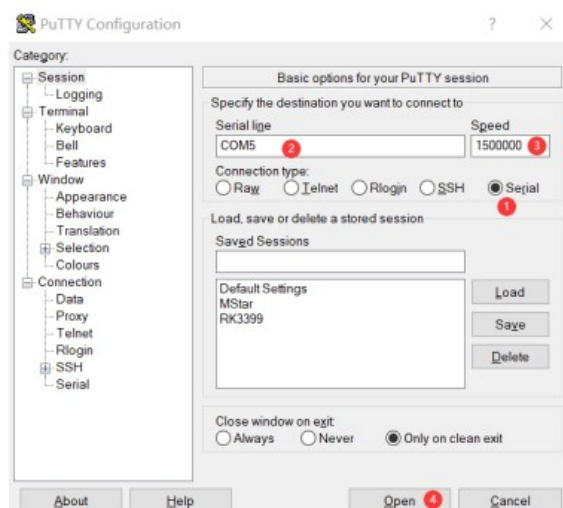 PuTTY Configuration ? ×
Category:
Session
Logging
Terminal
Keyboard
Bell
Features
Window
Appearance
Behaviour
Translation
Selection
Colours
Connection
Data
Proxy
Telnet
Rlogin
SSH
Serial
Basic options for your PuTTY session
Specify the destination you want to connect to
Serial line Speed
COM5 2 1500000 3
Connection type:
Raw Telnet Rlogin SSH Serial
1
Load, save or delete a stored session
Saved Sessions
Default Settings
MStar
RK3399
Load
Save
Delete
Close window on exit:
Always Never Only on clean exit
About Help Open 4 Cancel